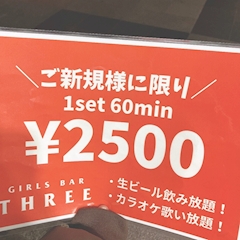 ＼ご新規様に限り／
1set 60min
¥2500
GIRLS BAR
THREE
・生ビール飲み放題！
・カラオケ歌い放題！